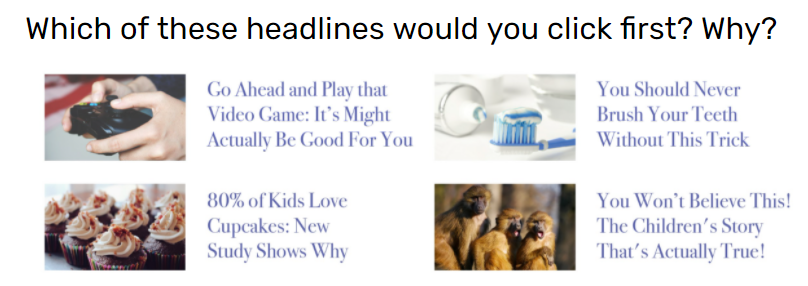 Which of these headlines would you click first? Why?
Go Ahead and Play that
Video Game: It's Might
Actually Be Good For You
You Should Never
Brush Your Teeth
Without This Trick
80% of Kids Love
Cupcakes: New
Study Shows Why
You Won't Believe This!
The Children's Story
That's Actually True!